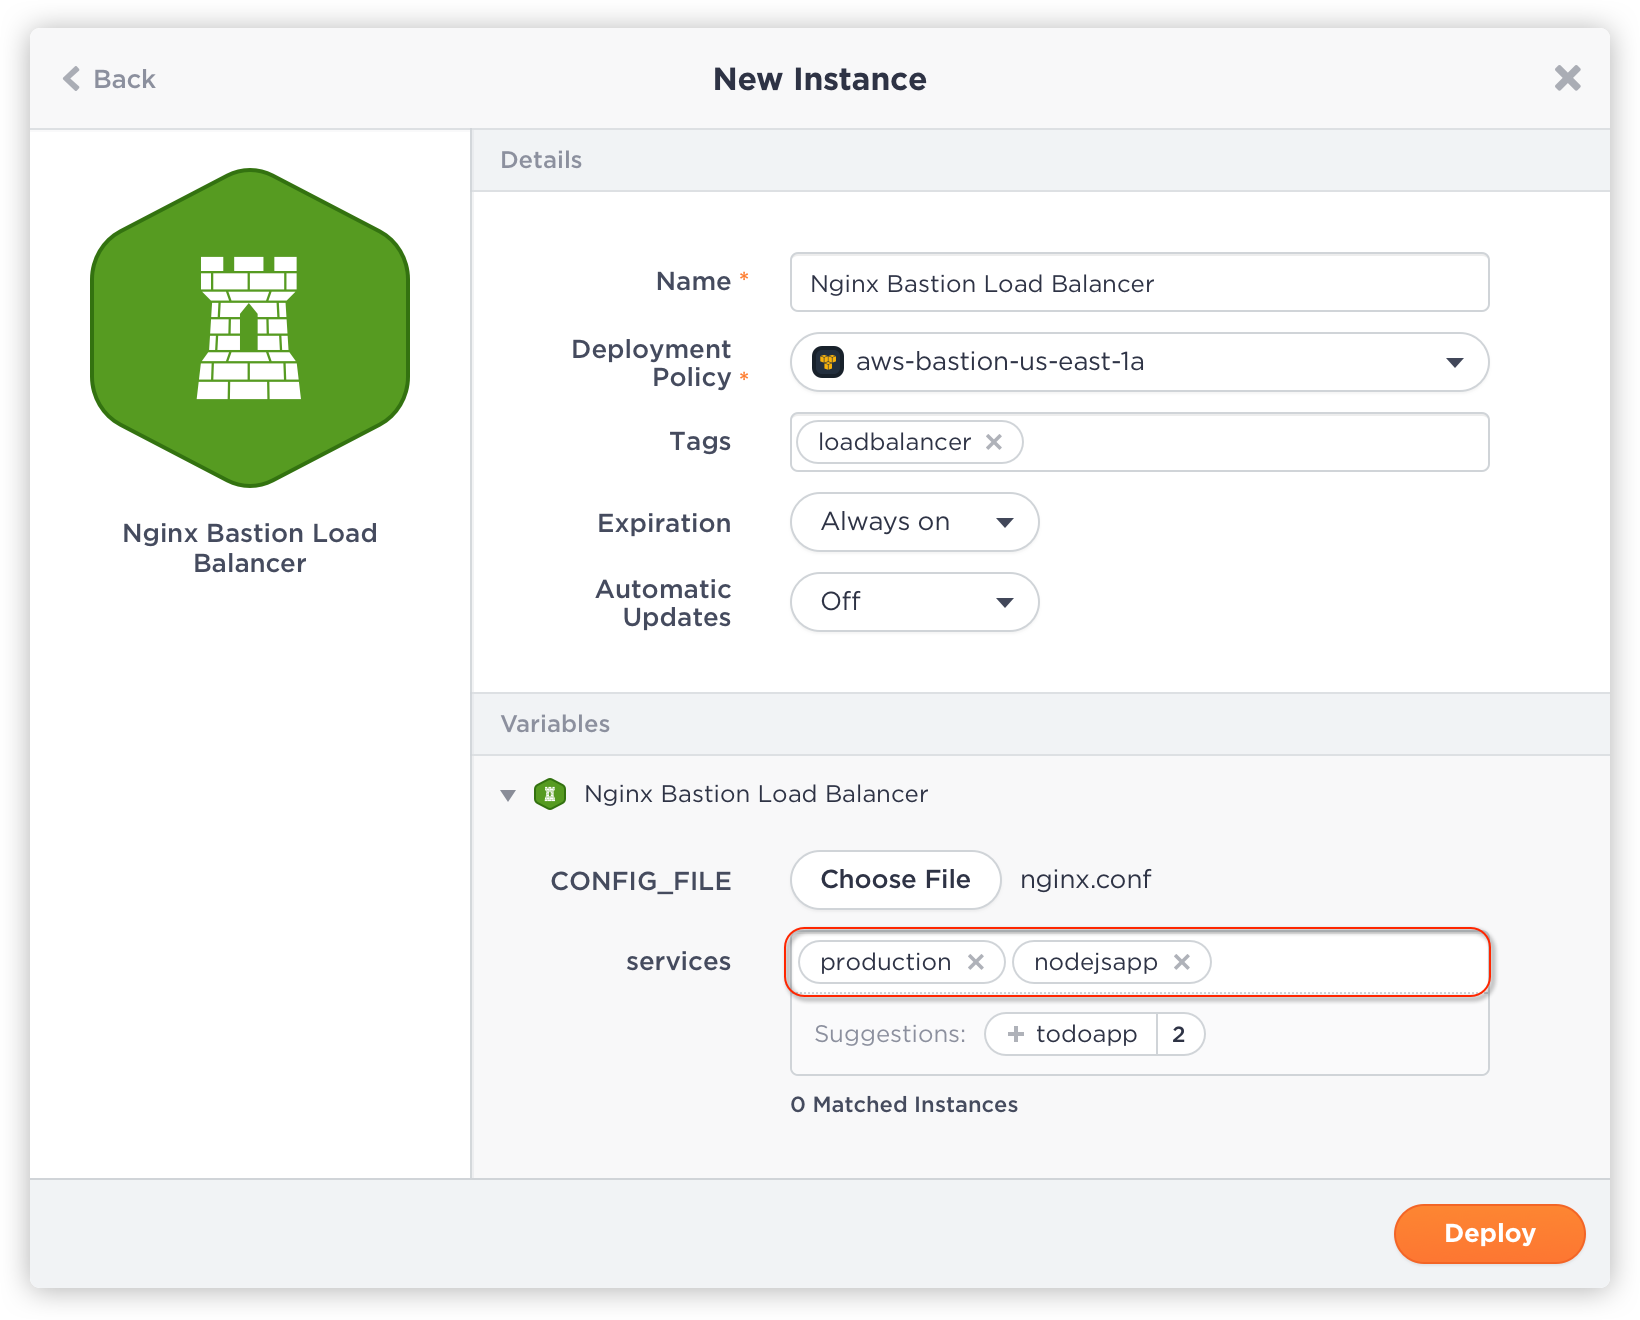 Back
New Instance
Details
Nginx Bastion Load
Balancer
Name *
Nginx Bastion Load Balancer
Deployment
Policy *
aws-bastion-us-east-1a
Tags
loadbalancer
Expiration
Always on
Automatic
Updates
Off
Variables
Nginx Bastion Load Balancer
CONFIG_FILE
Choose File nginx.conf
services
production nodejsapp
Suggestions: + todoapp 2
0 Matched Instances
Deploy